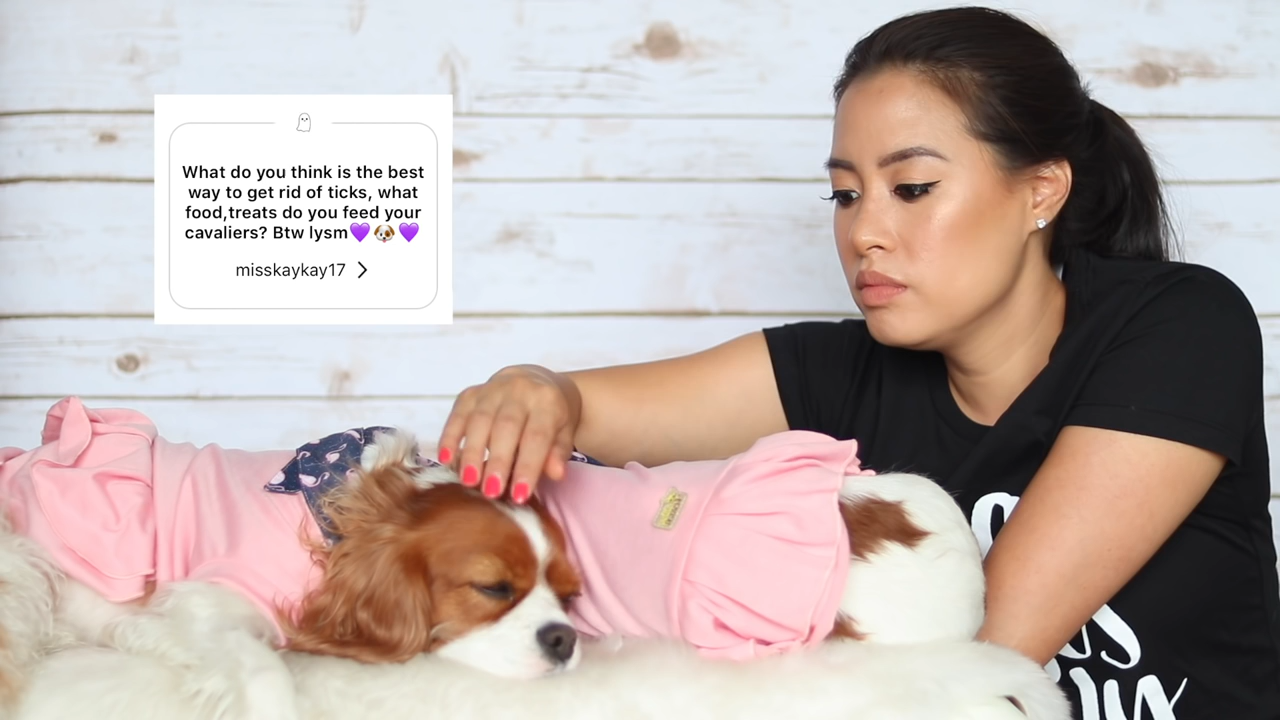 What do you think is the best
way to get rid of ticks, what
food,treats do you feed your
cavaliers? Btw lysm💜🐶💜
misskaykay17